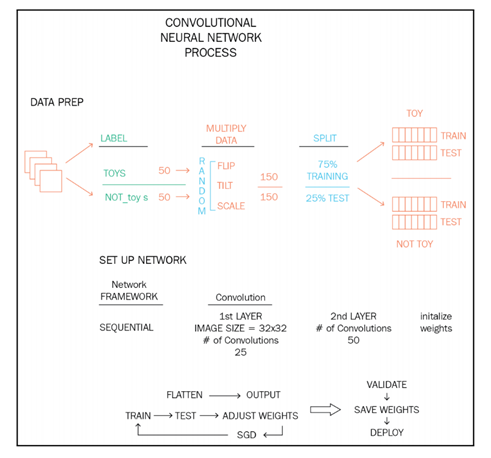 CONVOLUTIONAL
NEURAL NETWORK
PROCESS
DATA PREP
LABEL
TOYS
NOT_toy s
50
50
MULTIPLY
DATA
RANDOM
FLIP
TILT
SCALE
150
150
SPLIT
75%
TRAINING
25% TEST
TOY
TRAIN
TEST
TRAIN
TEST
NOT TOY
SET UP NETWORK
Network
FRAMEWORK
SEQUENTIAL
Convolution
1st LAYER
IMAGE SIZE = 32x32
# of Convolutions
25
2nd LAYER
# of Convolutions
50
initalize
weights
FLATTEN OUTPUT
TRAIN TEST ADJUST WEIGHTS
SGD
VALIDATE
SAVE WEIGHTS
DEPLOY